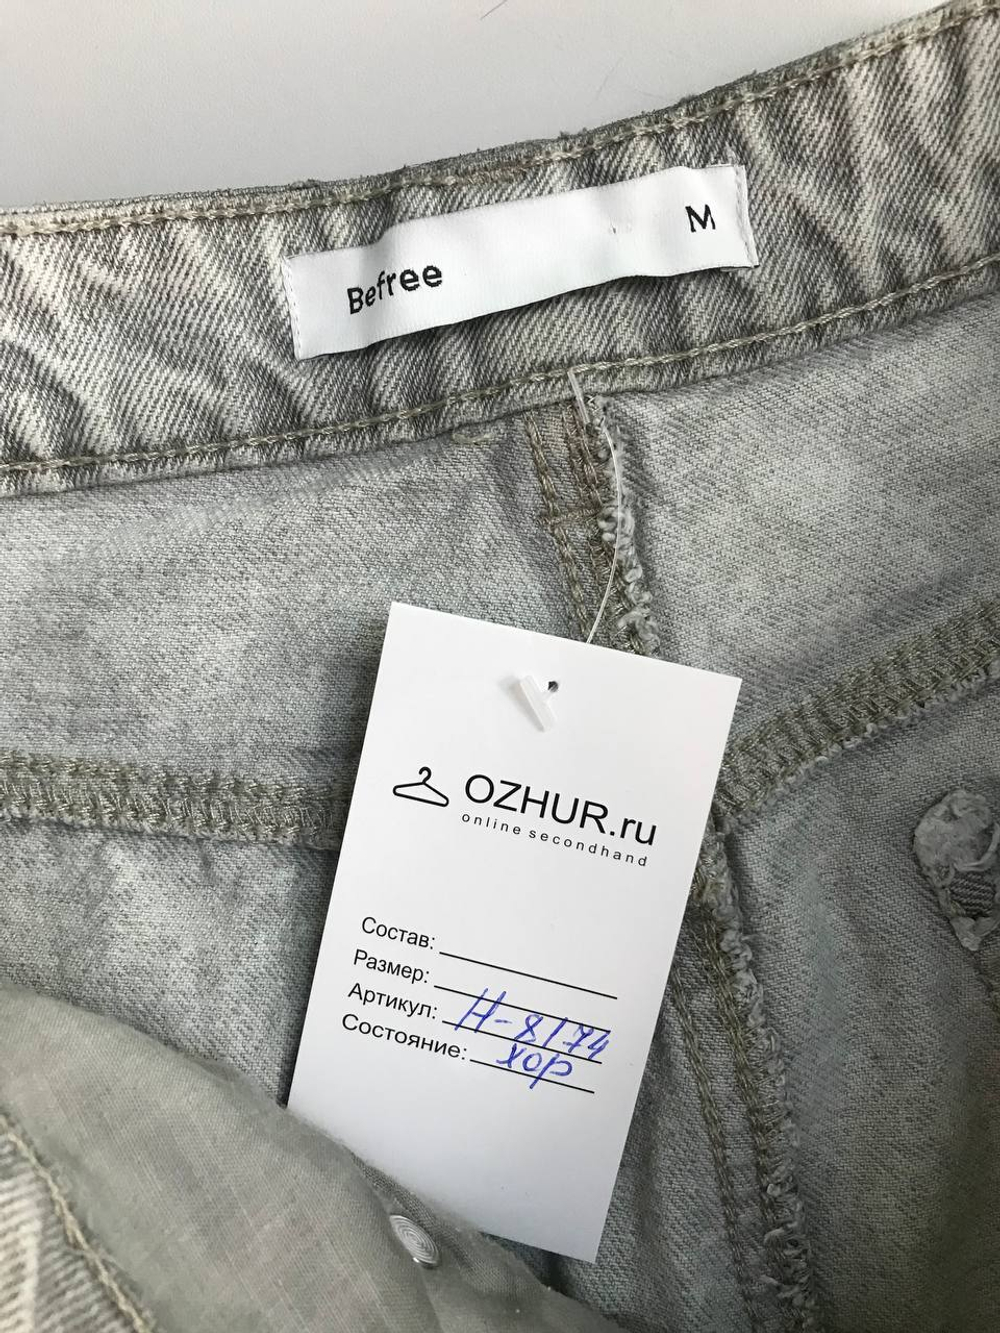 Befree
M
OZHUR.ru
online secondhand
Состав:
Размер:
Артикул: Н-8174
Состояние: хор